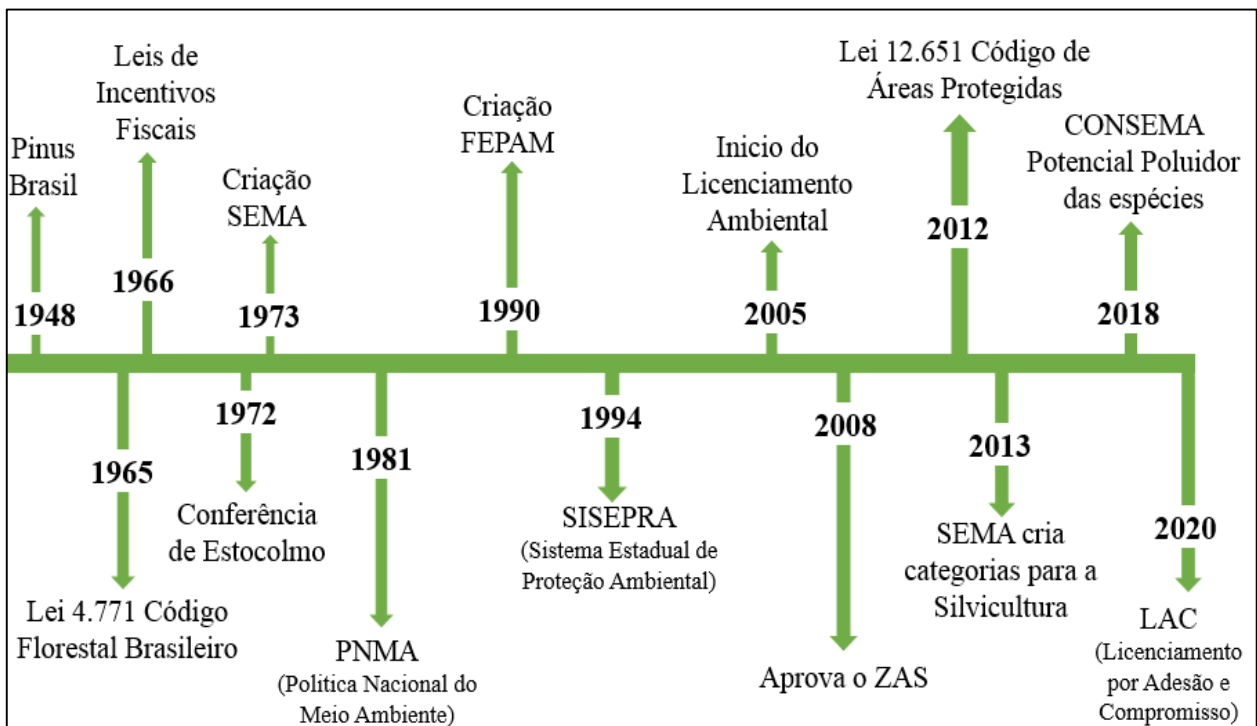 Pinus
Brasil
1948
Leis de
Incentivos
Fiscais
1966
Criação
SEMA
1973
Criação
FEPAM
1990
Inicio do
Licenciamento
Ambiental
2005
Lei 12.651 Código de
Áreas Protegidas
2012
CONSEMA
Potencial Poluidor
das espécies
2018
1965
Lei 4.771 Código
Florestal Brasileiro
1972
Conferência
de Estocolmo
1981
PNMA
(Politica Nacional do
Meio Ambiente)
1994
SISEPRA
(Sistema Estadual de
Proteção Ambiental)
2008
Aprova o ZAS
2013
SEMA cria
categorias para a
Silvicultura
2020
LAC
(Licenciamento
por Adesão e
Compromisso)